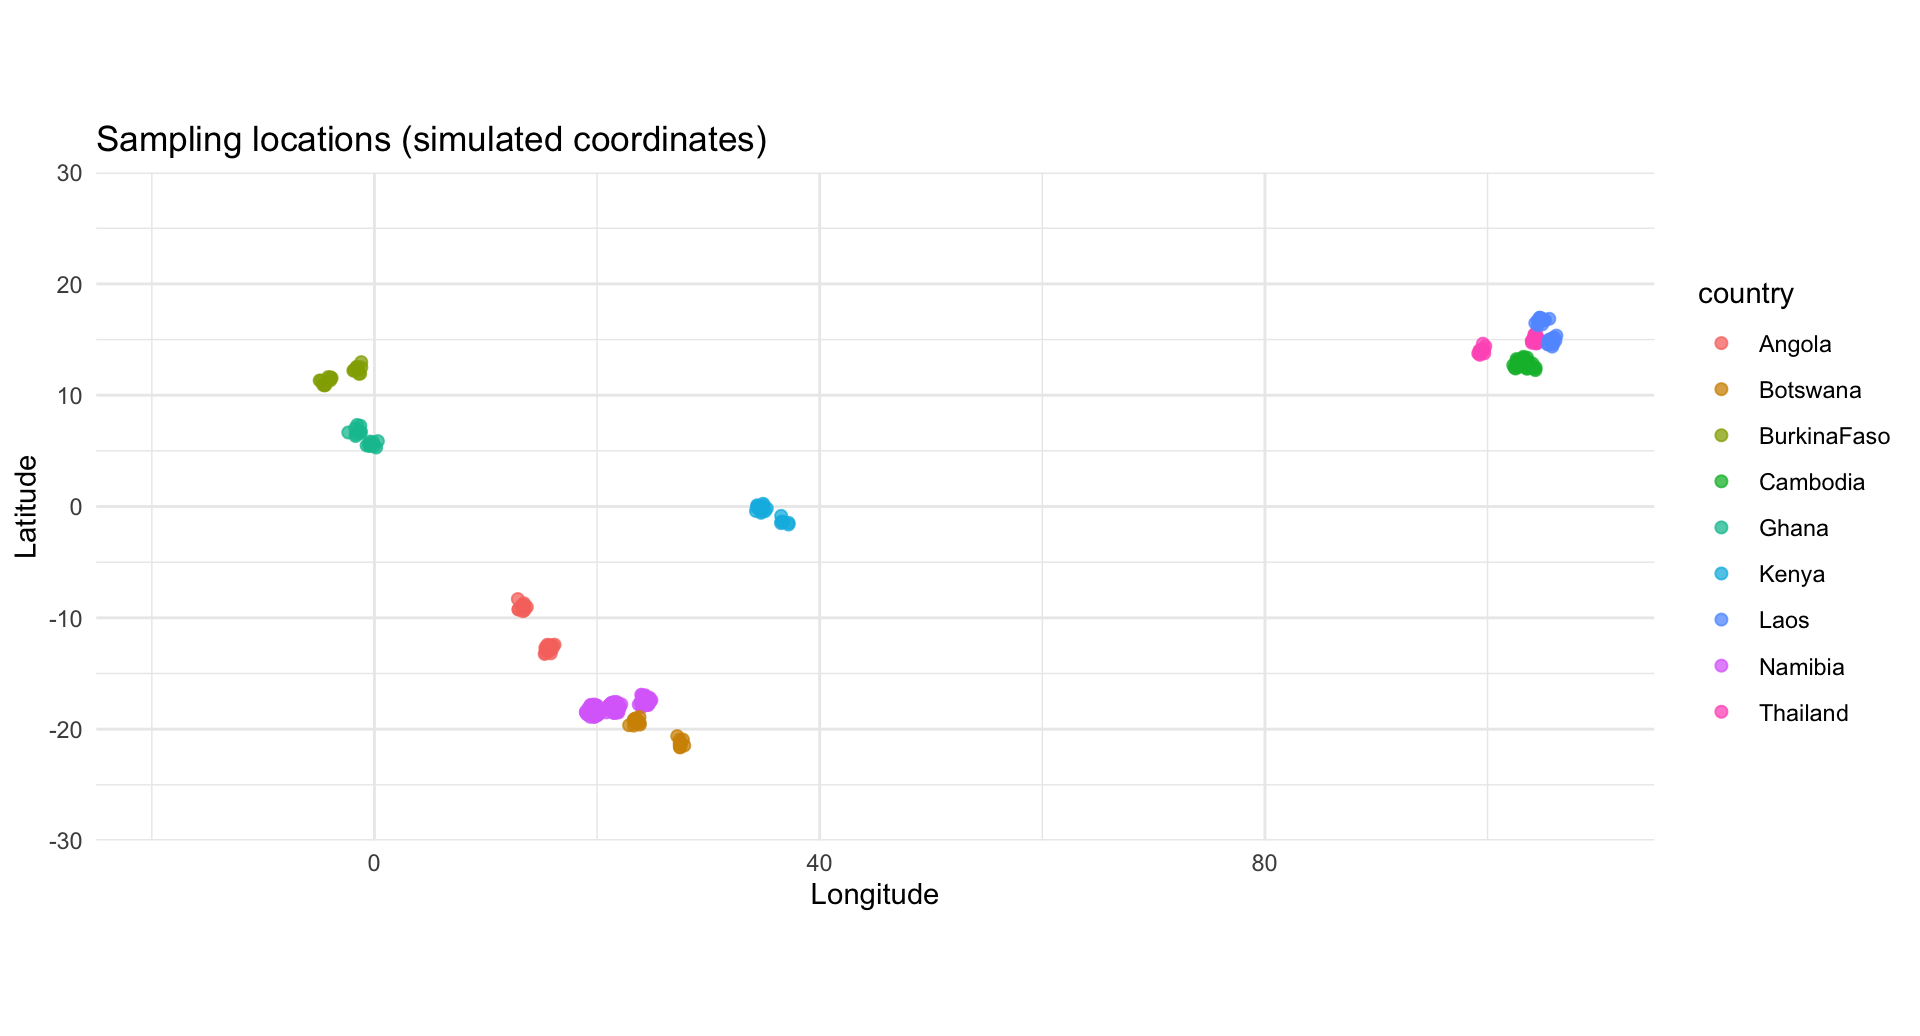 Sampling locations (simulated coordinates)
30
20
10
0
-10
-20
-30
Latitude
0
40
80
Longitude
country
Angola
Botswana
BurkinaFaso
Cambodia
Ghana
Kenya
Laos
Namibia
Thailand